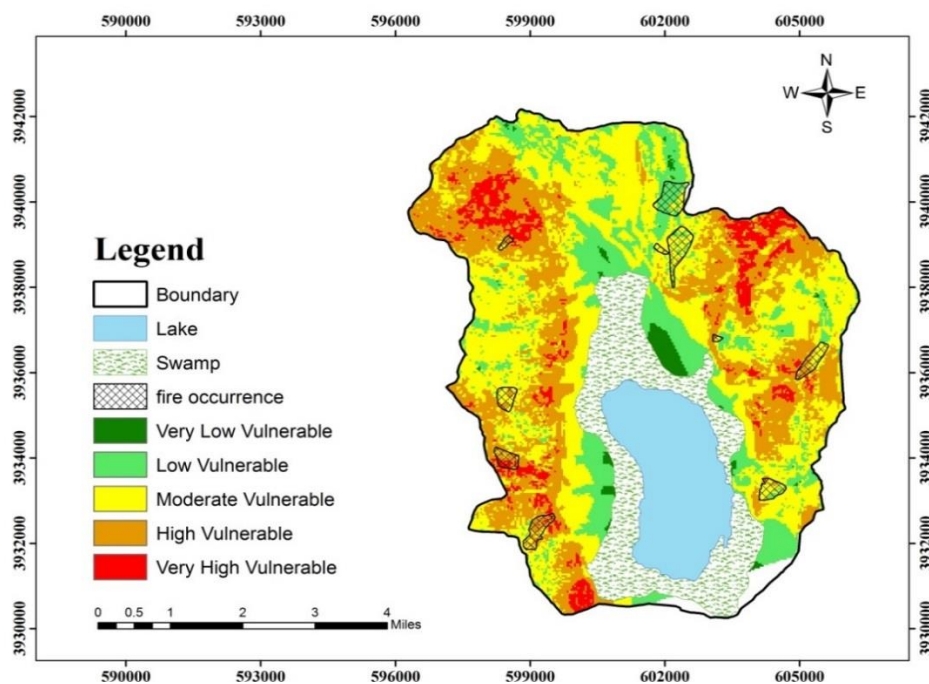 590000 593000 596000 599000 602000 605000
N
W E
S
3942000 3942000
3940000 3940000
Legend
3938000 3938000
Boundary
Lake
Swamp
3936000 3936000
fire occurrence
Very Low Vulnerable
3934000 3934000
Low Vulnerable
Moderate Vulnerable
High Vulnerable
3932000 3932000
Very High Vulnerable
0 0.5 1 2 3 4
Miles
3930000 3930000
590000 593000 596000 599000 602000 605000